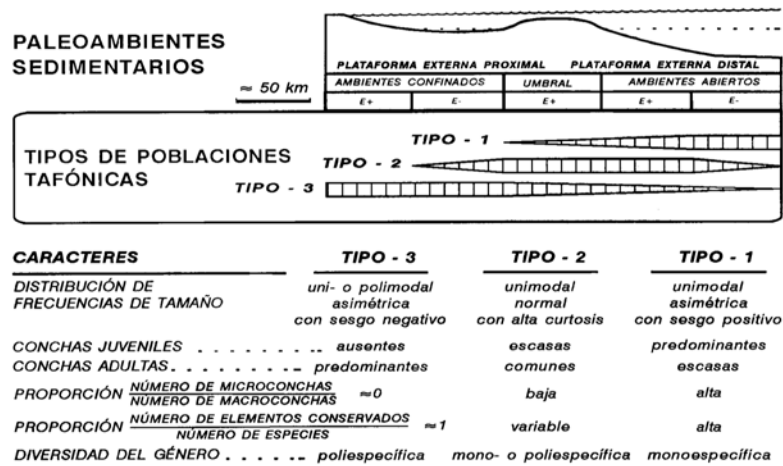 PALEOAMBIENTES
SEDIMENTARIOS
≈ 50 km
PLATAFORMA EXTERNA PROXIMAL PLATAFORMA EXTERNA DISTAL
AMBIENTES CONFINADOS UMBRAL AMBIENTES ABIERTOS
E+ E- E+ E+ E-
TIPOS DE POBLACIONES
TAFÓNICAS
TIPO - 1
TIPO - 2
TIPO - 3
CARACTERES TIPO - 3 TIPO - 2 TIPO - 1
DISTRIBUCIÓN DE uni- o polimodal unimodal unimodal
FRECUENCIAS DE TAMAÑO asimétrica normal asimétrica
con sesgo negativo con alta curtosis con sesgo positivo
CONCHAS JUVENILES . . . . . . . .. ausentes escasas predominantes
CONCHAS ADULTAS. . . . . . . . .. predominantes comunes escasas
PROPORCIÓN NÚMERO DE MICROCONCHAS ≈0 baja alta
NÚMERO DE MACROCONCHAS
PROPORCIÓN NÚMERO DE ELEMENTOS CONSERVADOS ≈1 variable alta
NÚMERO DE ESPECIES
DIVERSIDAD DEL GÉNERO . . . . .. poliespecífica mono- o poliespecífica monoespecífica